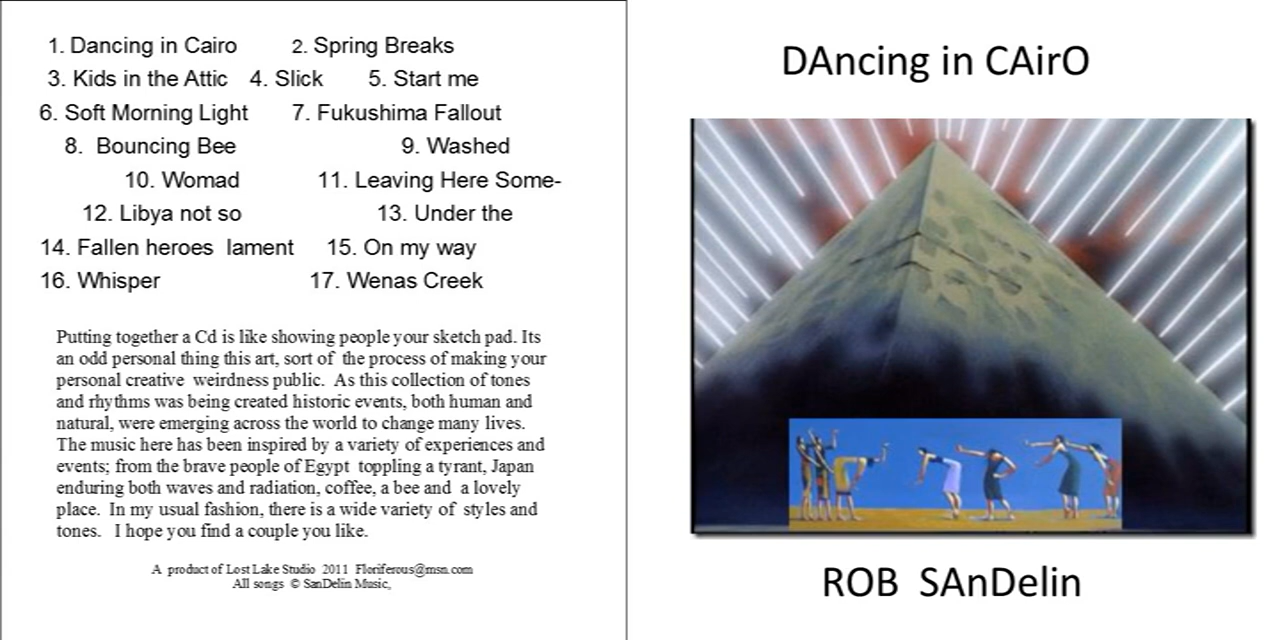 1. Dancing in Cairo 2. Spring Breaks
3. Kids in the Attic 4. Slick 5. Start me
6. Soft Morning Light 7. Fukushima Fallout
8. Bouncing Bee 9. Washed
10. Womad 11. Leaving Here Some-
12. Libya not so 13. Under the
14. Fallen heroes lament 15. On my way
16. Whisper 17. Wenas Creek
Putting together a Cd is like showing people your sketch pad. Its
an odd personal thing this art, sort of the process of making your
personal creative weirdness public. As this collection of tones
and rhythms was being created historic events, both human and
natural, were emerging across the world to change many lives.
The music here has been inspired by a variety of experiences and
events; from the brave people of Egypt toppling a tyrant, Japan
enduring both waves and radiation, coffee, a bee and a lovely
place. In my usual fashion, there is a wide variety of styles and
tones. I hope you find a couple you like.
A product of Lost Lake Studio 2011 Floriferous@msn.com
All songs © SanDelin Music,
DAncing in CAirO
ROB SAnDelin